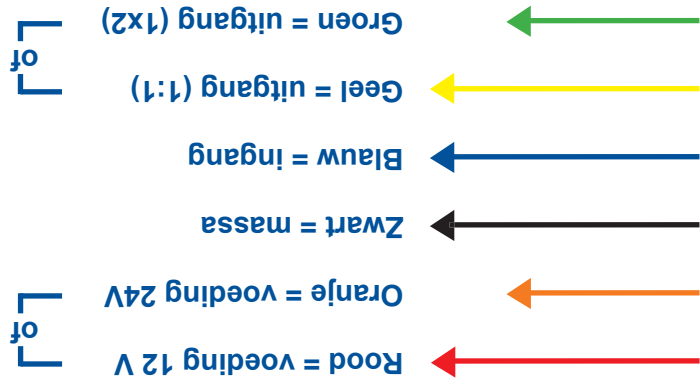 Rood = voeding 12 V
of
Oranje = voeding 24V
Zwart = massa
Blauw = ingang
Geel = uitgang (1:1)
of
Groen = uitgang (1x2)